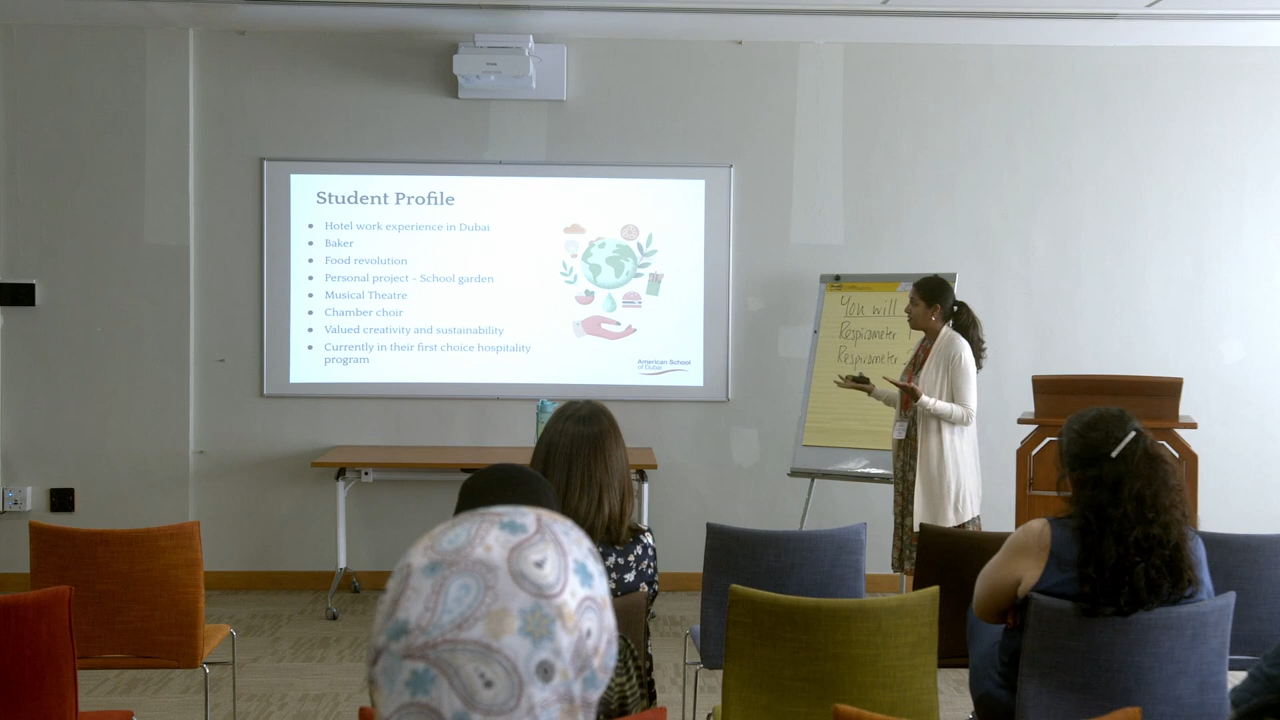 Student Profile
• Hotel work experience in Dubai
• Baker
• Food revolution
• Personal project – School garden
• Musical Theatre
• Chamber choir
• Valued creativity and sustainability
• Currently in their first choice hospitality
program
American School
of Dubai
You will
Respirometer
Respirometer
EPSON